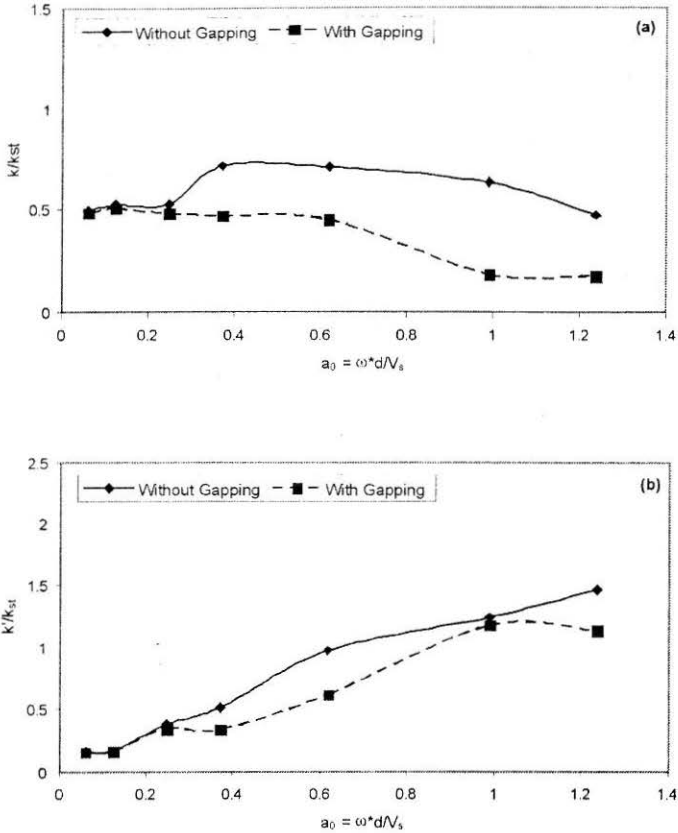 1.5
Without Gapping With Gapping (a)
1
k/kst
0.5
0
0 0.2 0.4 0.6 0.8 1 1.2 1.4
a₀ = ω*d/Vₛ
2.5
Without Gapping With Gapping (b)
2
1.5
k'/kₛₜ
1
0.5
0
0 0.2 0.4 0.6 0.8 1 1.2 1.4
a₀ = ω*d/Vₛ